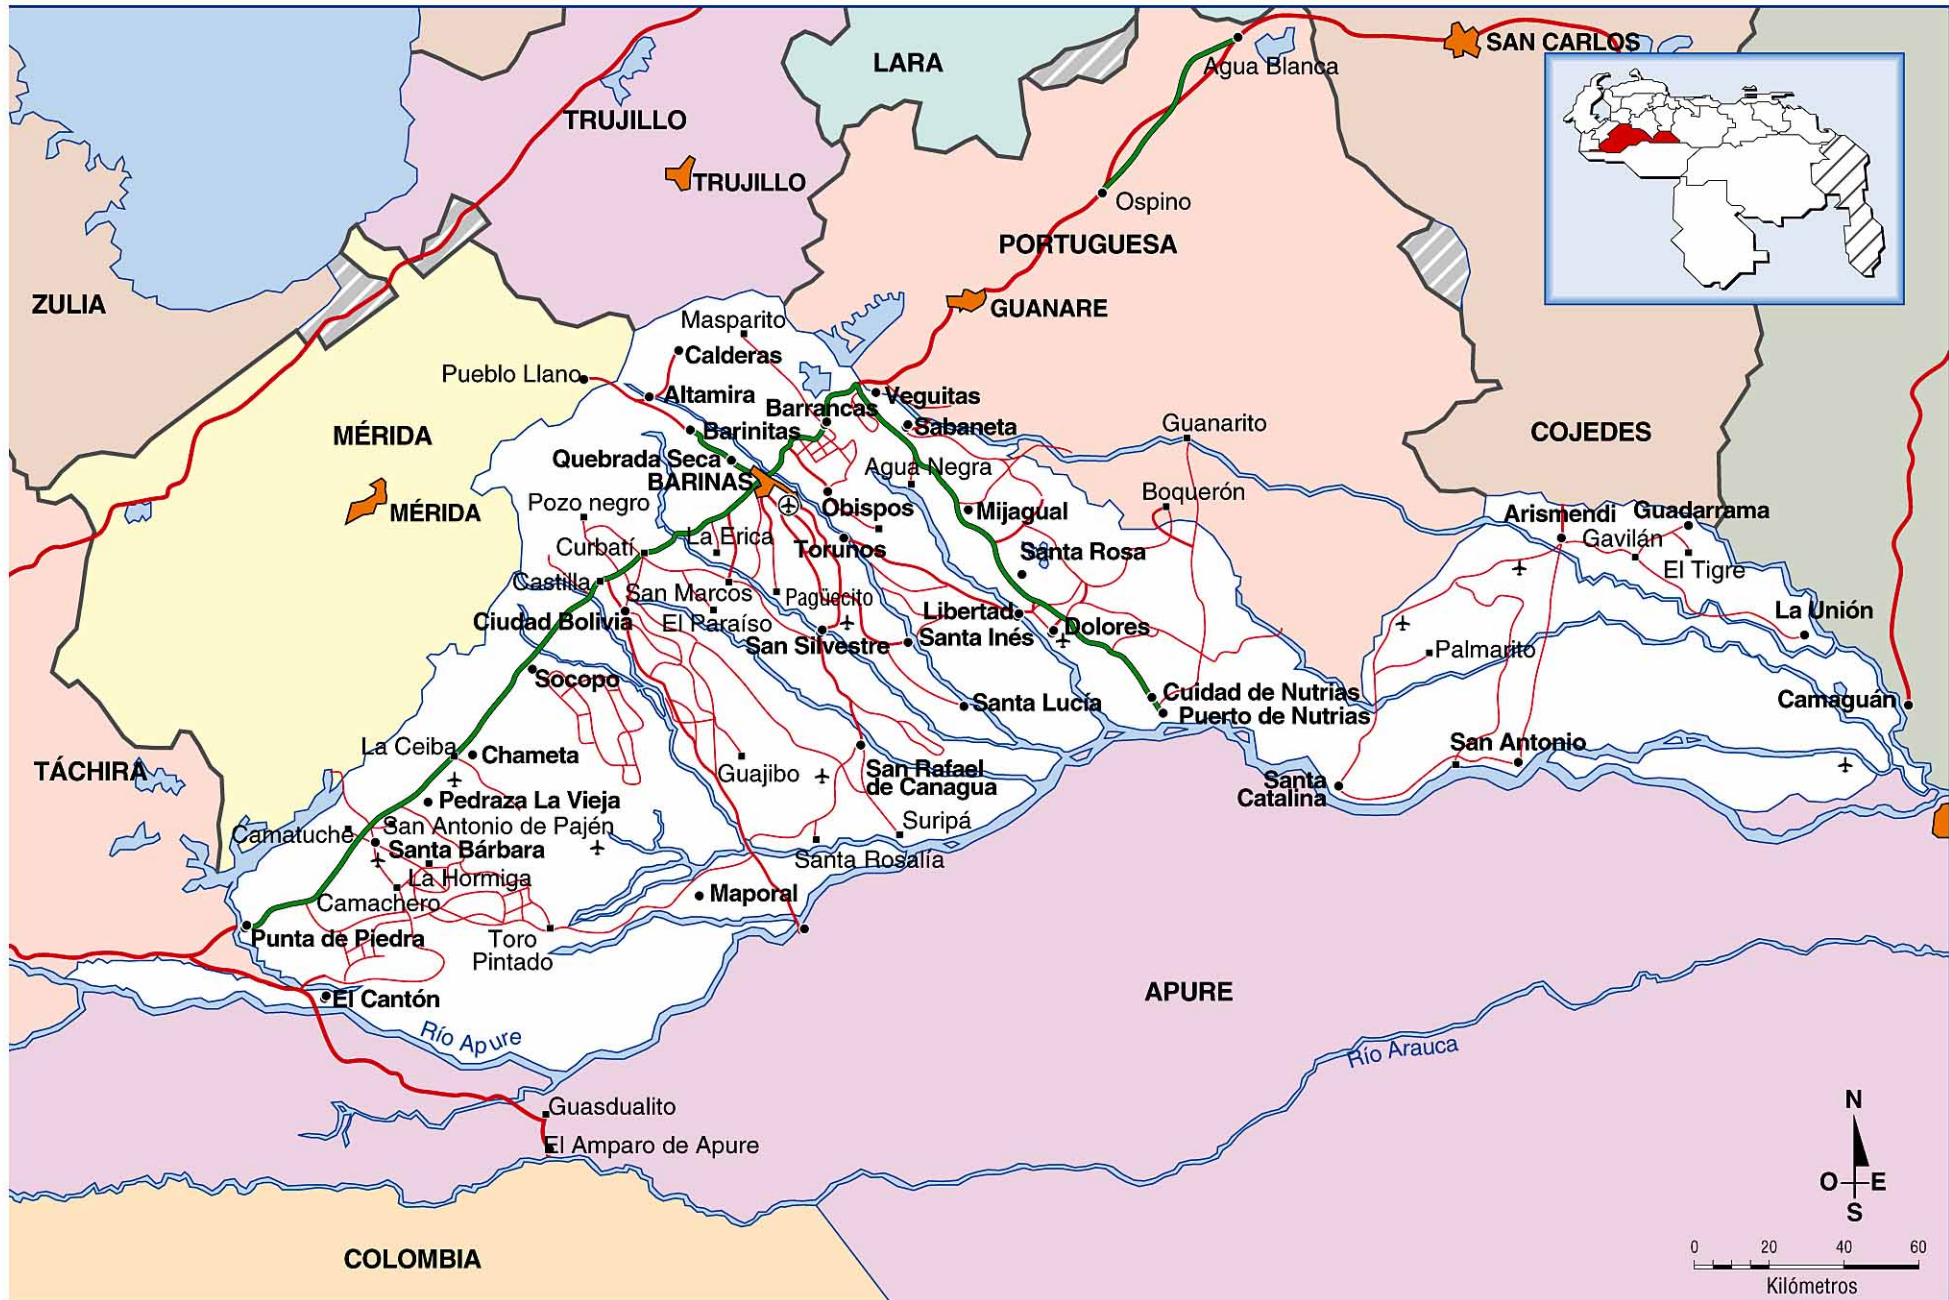 SAN CARLOS
LARA
Agua Blanca
TRUJILLO
TRUJILLO
Ospino
PORTUGUESA
ZULIA
GUANARE
Masparito
Calderas
Pueblo Llano
Altamira
Veguitas
Barrancas
MÉRIDA
Barinitas
Sabaneta
Guanarito
COJEDES
Quebrada Seca
Agua Negra
BARINAS
Boquerón
Pozo negro
MÉRIDA
Obispos
Mijagual
Arismendi
Guadarrama
La Erica
Gavilán
Curbatí
Torunos
Santa Rosa
El Tigre
Castilla
San Marcos
Pagüecito
Libertad
La Unión
Ciudad Bolivia
El Paraíso
Dolores
San Silvestre
Santa Inés
Palmarito
Socopo
Cuidad de Nutrias
Santa Lucía
Camaguán
Puerto de Nutrias
La Ceiba
Chameta
San Antonio
TÁCHIRA
Guajibo
San Rafael
de Canagua
Santa
Catalina
Pedraza La Vieja
San Antonio de Pajén
Suripá
Camatuche
Santa Bárbara
Santa Rosalía
La Hormiga
Maporal
Camachero
Punta de Piedra
Toro
Pintado
El Cantón
APURE
Río Apure
Río Arauca
Guasdualito
El Amparo de Apure
N
O E
S
COLOMBIA
0 20 40 60
Kilómetros